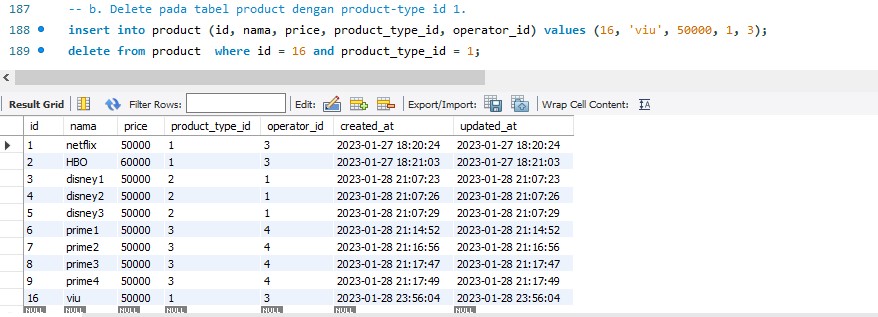 187 -- b. Delete pada tabel product dengan product-type id 1.
188 insert into product (id, nama, price, product_type_id, operator_id) values (16, 'viu', 50000, 1, 3);
189 delete from product where id = 16 and product_type_id = 1;
Result Grid Filter Rows: Edit: Export/Import: Wrap Cell Content:
id nama price product_type_id operator_id created_at updated_at
1 netflix 50000 1 3 2023-01-27 18:20:24 2023-01-27 18:20:24
2 HBO 60000 1 3 2023-01-27 18:21:03 2023-01-27 18:21:03
3 disney1 50000 2 1 2023-01-28 21:07:23 2023-01-28 21:07:23
4 disney2 50000 2 1 2023-01-28 21:07:26 2023-01-28 21:07:26
5 disney3 50000 2 1 2023-01-28 21:07:29 2023-01-28 21:07:29
6 prime1 50000 3 4 2023-01-28 21:14:52 2023-01-28 21:14:52
7 prime2 50000 3 4 2023-01-28 21:16:56 2023-01-28 21:16:56
8 prime3 50000 3 4 2023-01-28 21:17:47 2023-01-28 21:17:47
9 prime4 50000 3 4 2023-01-28 21:17:49 2023-01-28 21:17:49
16 viu 50000 1 3 2023-01-28 23:56:04 2023-01-28 23:56:04
NULL NULL NULL NULL NULL NULL NULL